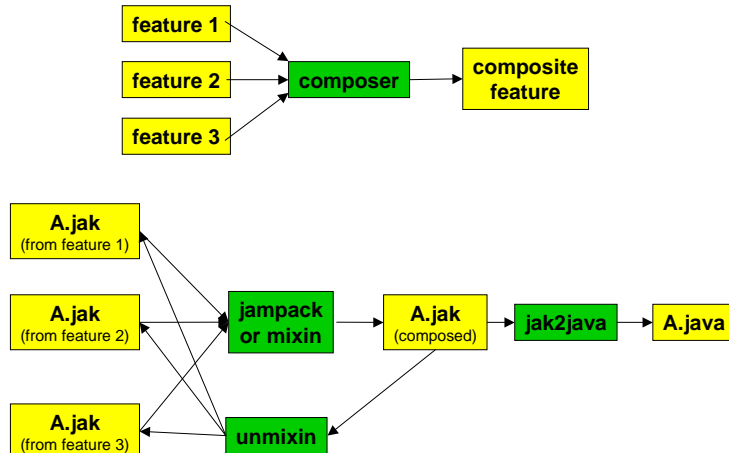 feature 1
feature 2
composer
composite
feature
feature 3
A.jak
(from feature 1)
A.jak
(from feature 2)
jampack
or mixin
A.jak
(composed)
jak2java
A.java
A.jak
(from feature 3)
unmixin